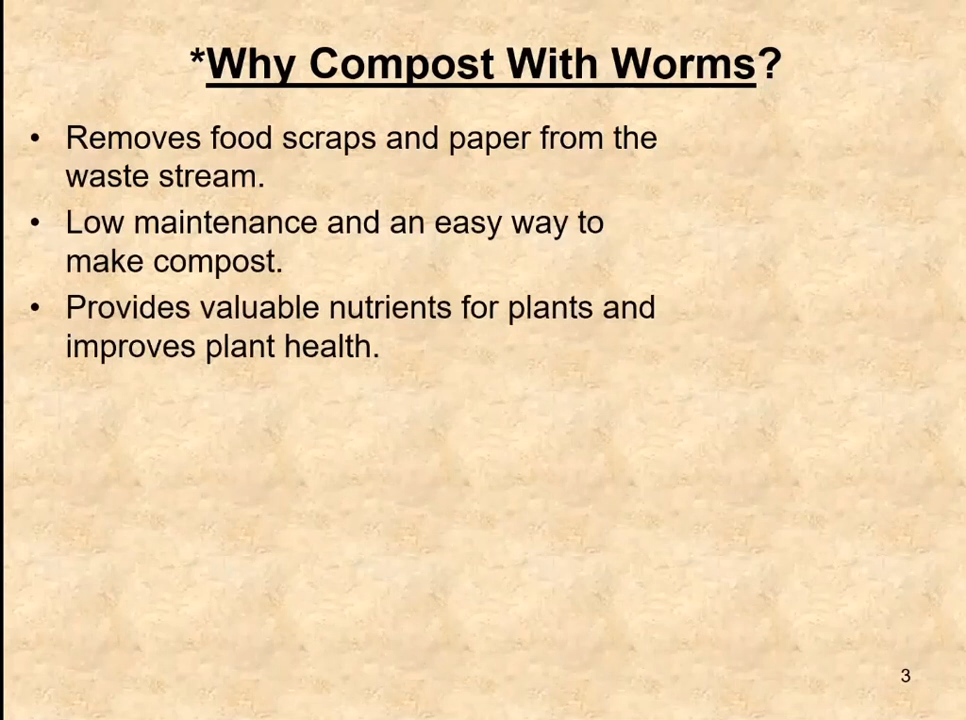 *Why Compost With Worms?
• Removes food scraps and paper from the
waste stream.
• Low maintenance and an easy way to
make compost.
• Provides valuable nutrients for plants and
improves plant health.
3